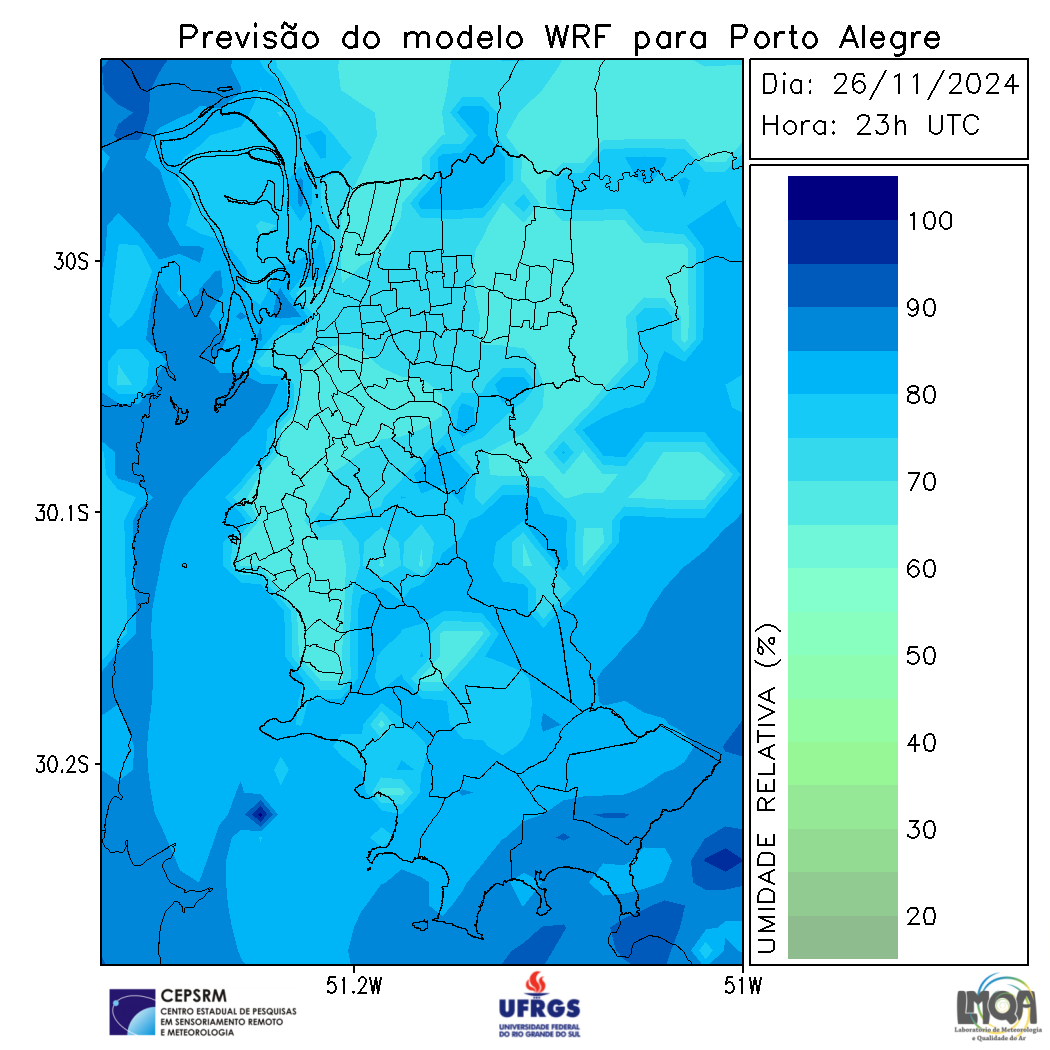 Previsão do modelo WRF para Porto Alegre
Dia: 26/11/2024
Hora: 23h UTC
30S
30.1S
30.2S
51.2W
51W
UMIDADE RELATIVA (%)
100
90
80
70
60
50
40
30
20
CEPSRM
CENTRO ESTADUAL DE PESQUISAS
EM SENSORIAMENTO REMOTO
E METEOROLOGIA
UFRGS
UNIVERSIDADE FEDERAL
DO RIO GRANDE DO SUL
LMQA
Laboratório de Meteorologia
e Qualidade do Ar